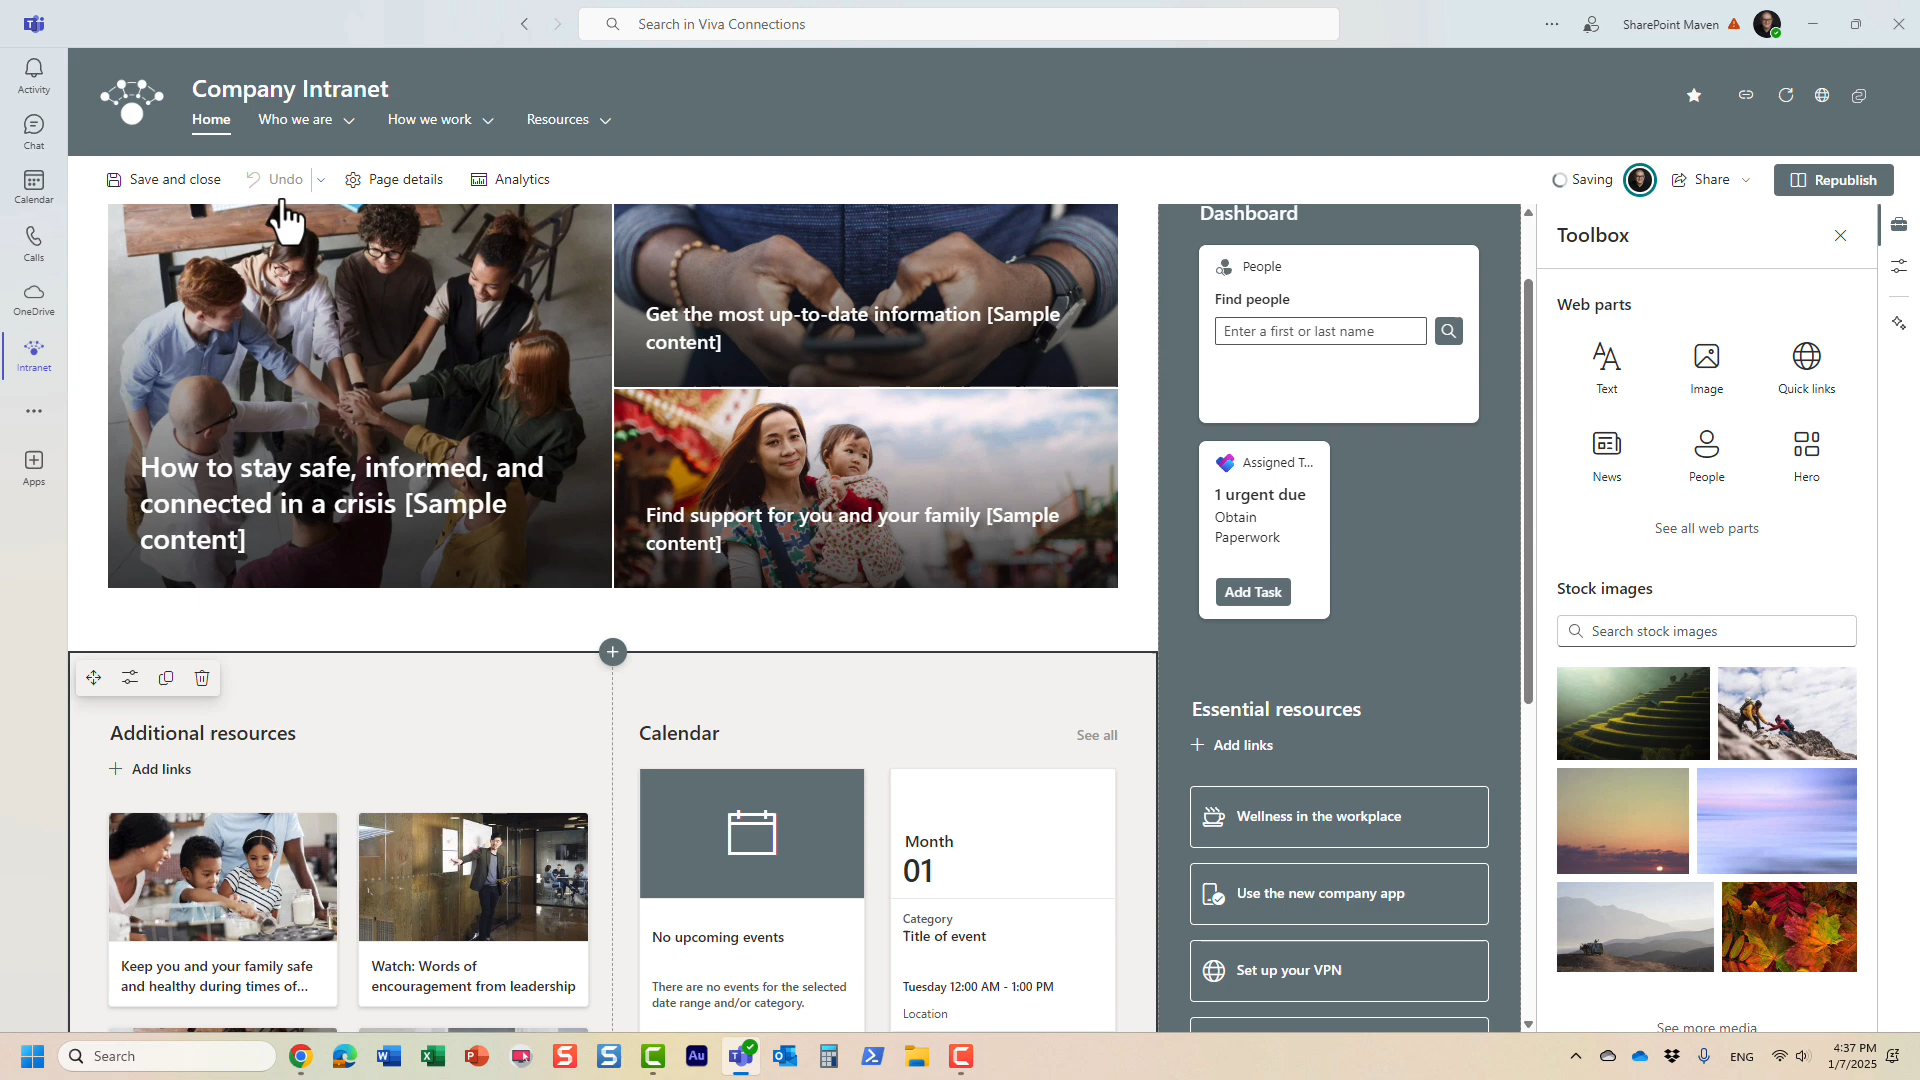 Search in Viva Connections
SharePoint Maven
Activity
Chat
Calendar
Calls
OneDrive
Intranet
Apps
Company Intranet
Home
Who we are
How we work
Resources
Save and close
Undo
Page details
Analytics
Saving
Share
Republish
How to stay safe, informed, and
connected in a crisis [Sample
content]
Get the most up-to-date information [Sample
content]
Find support for you and your family [Sample
content]
Dashboard
People
Find people
Enter a first or last name
Assigned T...
1 urgent due
Obtain
Paperwork
Add Task
Additional resources
Add links
Keep you and your family safe
and healthy during times of...
Watch: Words of
encouragement from leadership
Calendar
See all
No upcoming events
There are no events for the selected
date range and/or category.
Month
01
Category
Title of event
Tuesday 12:00 AM - 1:00 PM
Location
Essential resources
Add links
Wellness in the workplace
Use the new company app
Set up your VPN
Toolbox
Web parts
Text
Image
Quick links
News
People
Hero
See all web parts
Stock images
Search stock images
See more media
Search
Au
ENG
4:37 PM
1/7/2025